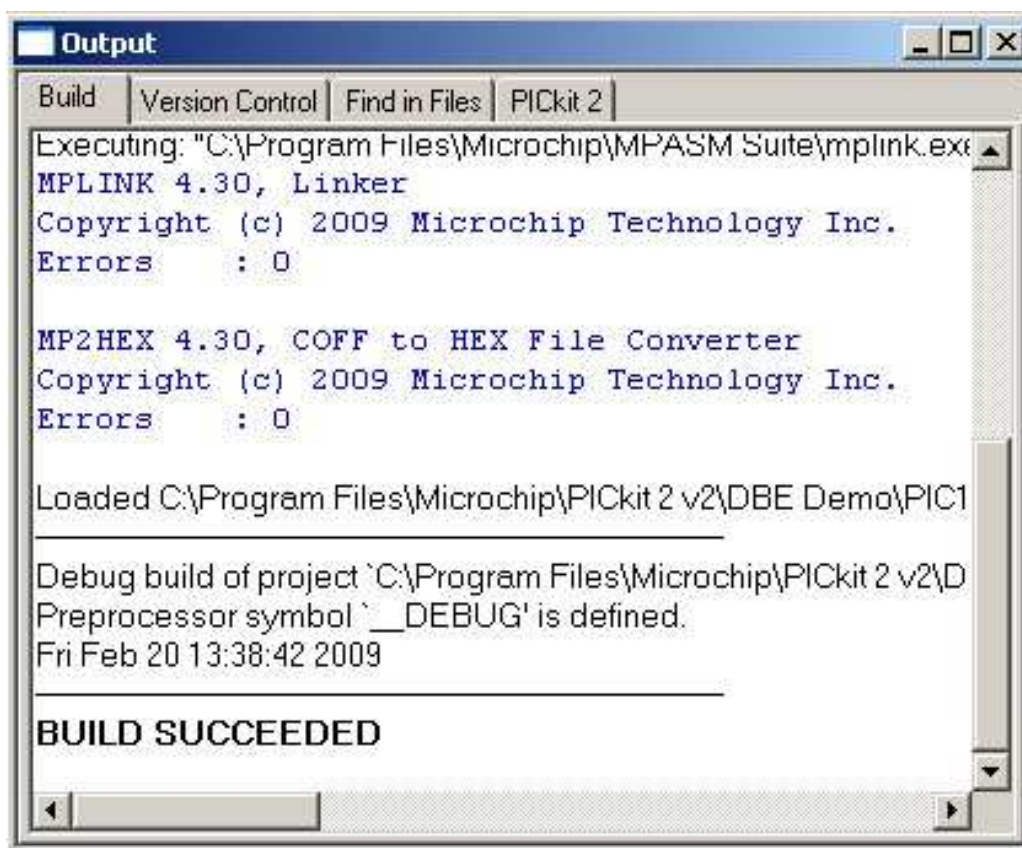 Output
Build Version Control Find in Files PICkit 2
Executing: "C:\Program Files\Microchip\MPASM Suite\mplink.exe
MPLINK 4.30, Linker
Copyright (c) 2009 Microchip Technology Inc.
Errors    : 0
MP2HEX 4.30, COFF to HEX File Converter
Copyright (c) 2009 Microchip Technology Inc.
Errors    : 0
Loaded C:\Program Files\Microchip\PICkit 2 v2\DBE Demo\PIC1
Debug build of project `C:\Program Files\Microchip\PICkit 2 v2\D
Preprocessor symbol `__DEBUG' is defined.
Fri Feb 20 13:38:42 2009
BUILD SUCCEEDED